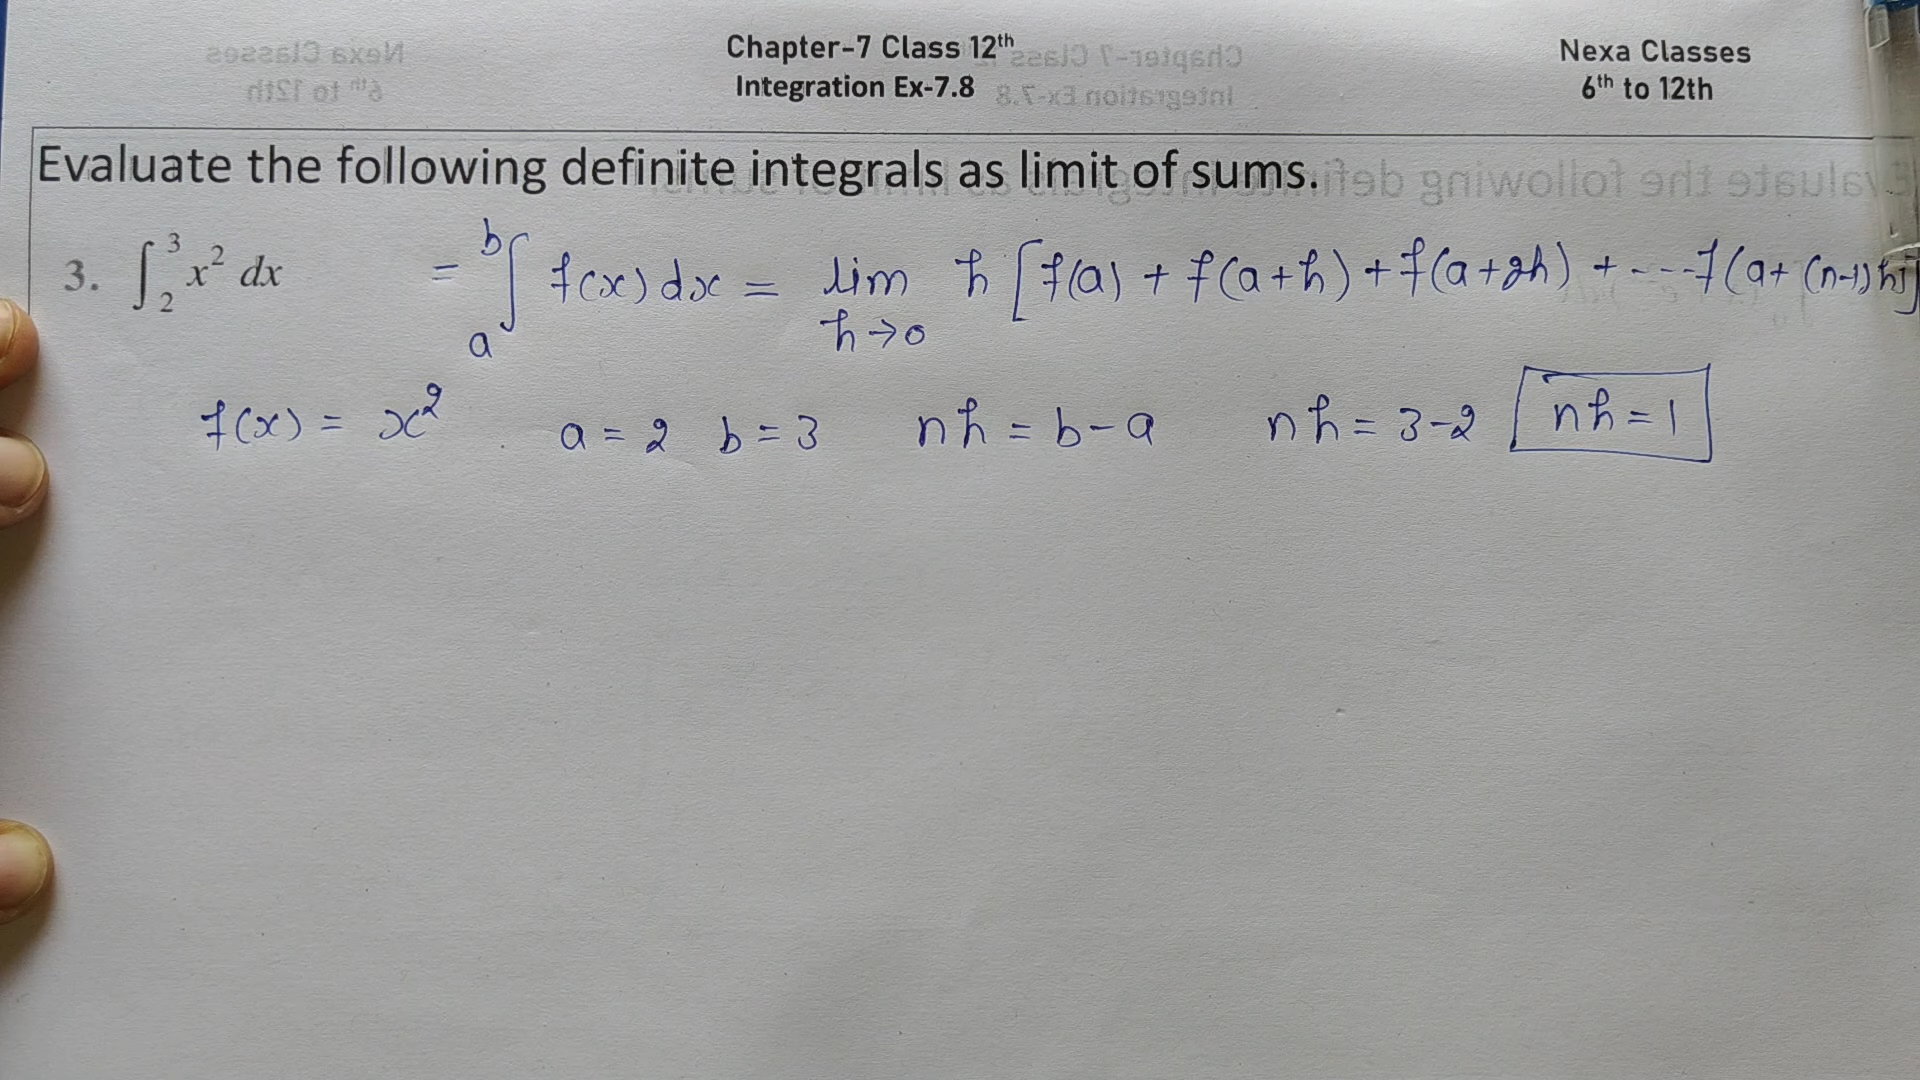 Chapter-7 Class 12th
Integration Ex-7.8
Nexa Classes
6th to 12th
Evaluate the following definite integrals as limit of sums.
3. ∫₂³ x² dx = ∫ₐᵇ f(x) dx = lim h→0 h [f(a) + f(a+h) + f(a+2h) + ---f(a+(n-1)h)]
f(x) = x² a = 2 b = 3 nh = b-a nh = 3-2 nh = 1